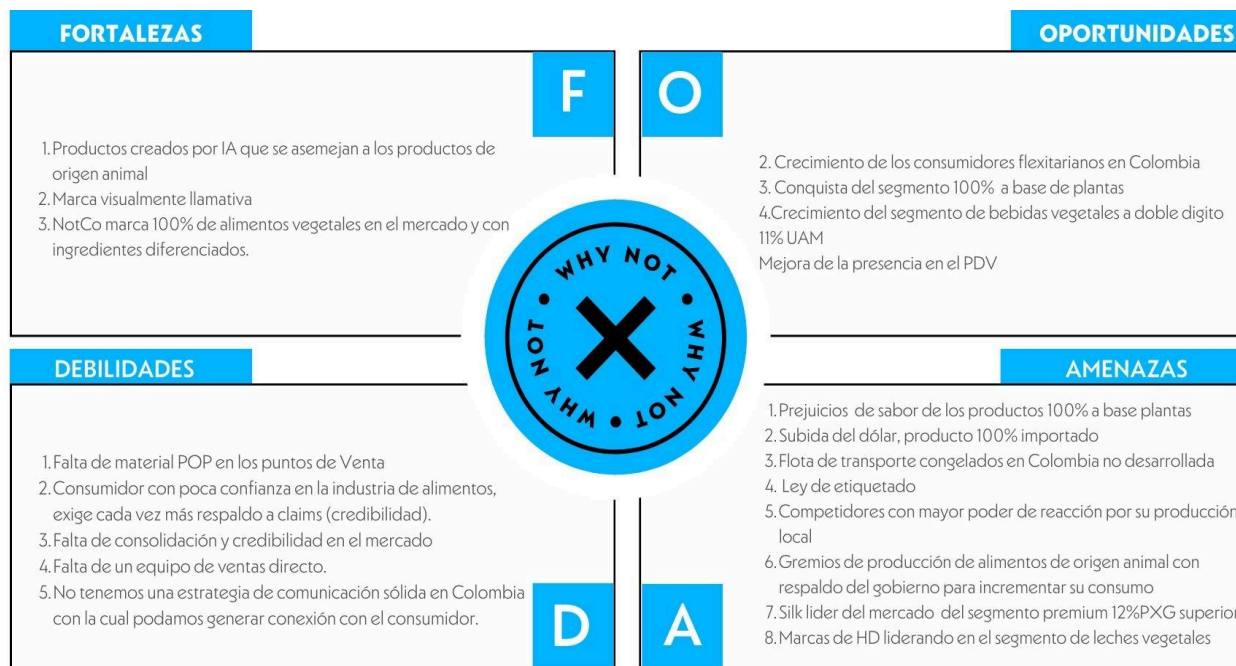 FORTALEZAS
F
1. Productos creados por IA que se asemejan a los productos de
origen animal
2. Marca visualmente llamativa
3. NotCo marca 100% de alimentos vegetales en el mercado y con
ingredientes diferenciados.
OPORTUNIDADES
O
2. Crecimiento de los consumidores flexitarianos en Colombia
3. Conquista del segmento 100% a base de plantas
4.Crecimiento del segmento de bebidas vegetales a doble digito
11% UAM
Mejora de la presencia en el PDV
WHY NOT • WHY NOT • WHY NOT •
DEBILIDADES
1. Falta de material POP en los puntos de Venta
2. Consumidor con poca confianza en la industria de alimentos,
exige cada vez más respaldo a claims (credibilidad).
3. Falta de consolidación y credibilidad en el mercado
4. Falta de un equipo de ventas directo.
5. No tenemos una estrategia de comunicación sólida en Colombia
con la cual podamos generar conexión con el consumidor.
D
AMENAZAS
1. Prejuicios de sabor de los productos 100% a base plantas
2. Subida del dólar, producto 100% importado
3. Flota de transporte congelados en Colombia no desarrollada
4. Ley de etiquetado
5. Competidores con mayor poder de reacción por su producción
local
6. Gremios de producción de alimentos de origen animal con
respaldo del gobierno para incrementar su consumo
7. Silk lider del mercado del segmento premium 12%PXG superior
8. Marcas de HD liderando en el segmento de leches vegetales
A